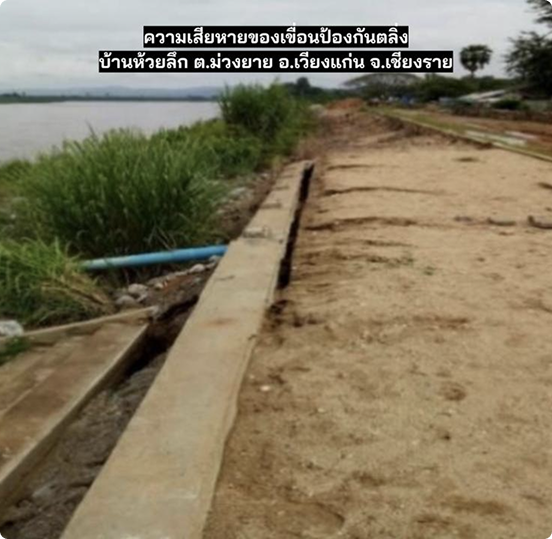 ความเสียหายของเขื่อนป้องกันตลิ่ง
บ้านห้วยลึก ต.ม่วงยาย อ.เวียงแก่น จ.เชียงราย